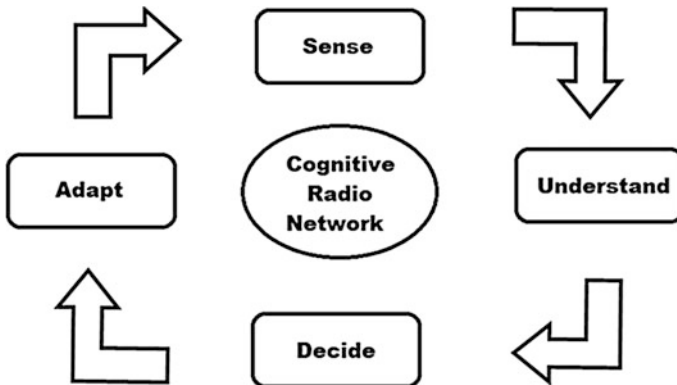 Sense
Cognitive
Radio
Network
Adapt
Understand
Decide